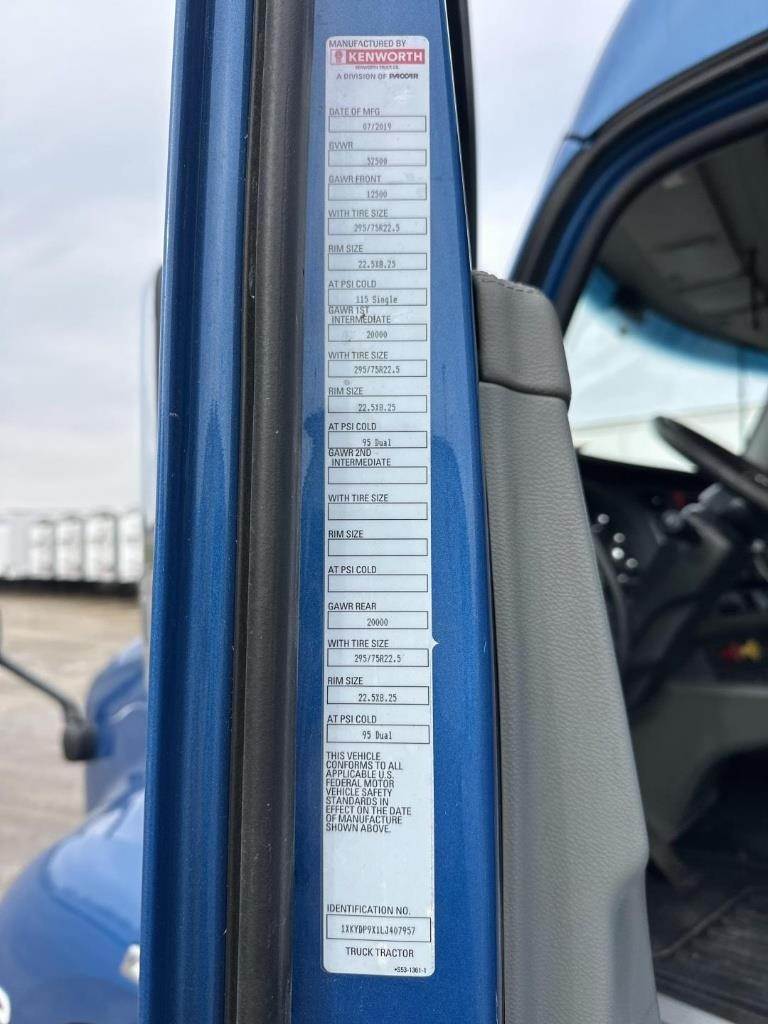 MANUFACTURED BY
KENWORTH
KENWORTH TRUCK CO.
A DIVISION OF PACCAR
DATE OF MFG
07/2019
GVWR
52500
GAWR FRONT
12500
WITH TIRE SIZE
295/75R22.5
RIM SIZE
22.5X8.25
AT PSI COLD
115 Single
GAWR 1ST
INTERMEDIATE
20000
WITH TIRE SIZE
295/75R22.5
RIM SIZE
22.5X8.25
AT PSI COLD
95 Dual
GAWR 2ND
INTERMEDIATE
WITH TIRE SIZE
RIM SIZE
AT PSI COLD
GAWR REAR
20000
WITH TIRE SIZE
295/75R22.5
RIM SIZE
22.5X8.25
AT PSI COLD
95 Dual
THIS VEHICLE
CONFORMS TO ALL
APPLICABLE U.S.
FEDERAL MOTOR
VEHICLE SAFETY
STANDARDS IN
EFFECT ON THE DATE
OF MANUFACTURE
SHOWN ABOVE.
IDENTIFICATION NO.
1XKYDP9X1LJ407957
TRUCK TRACTOR
*S53-1361-1